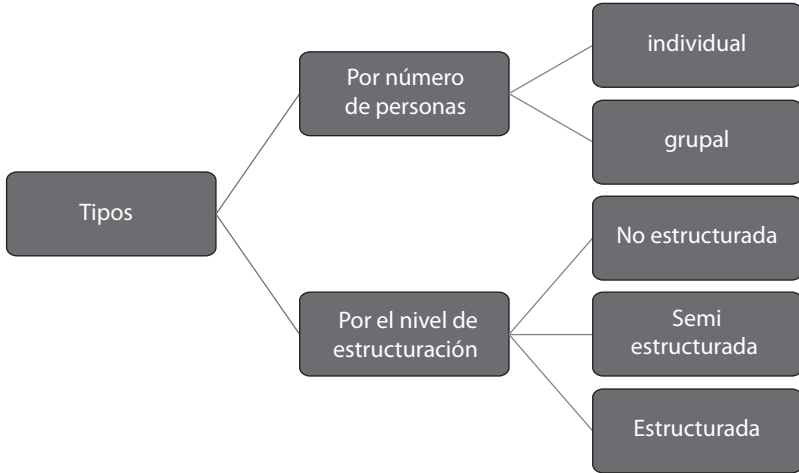 Tipos
Por número
de personas
individual
grupal
Por el nivel de
estructuración
No estructurada
Semi
estructurada
Estructurada